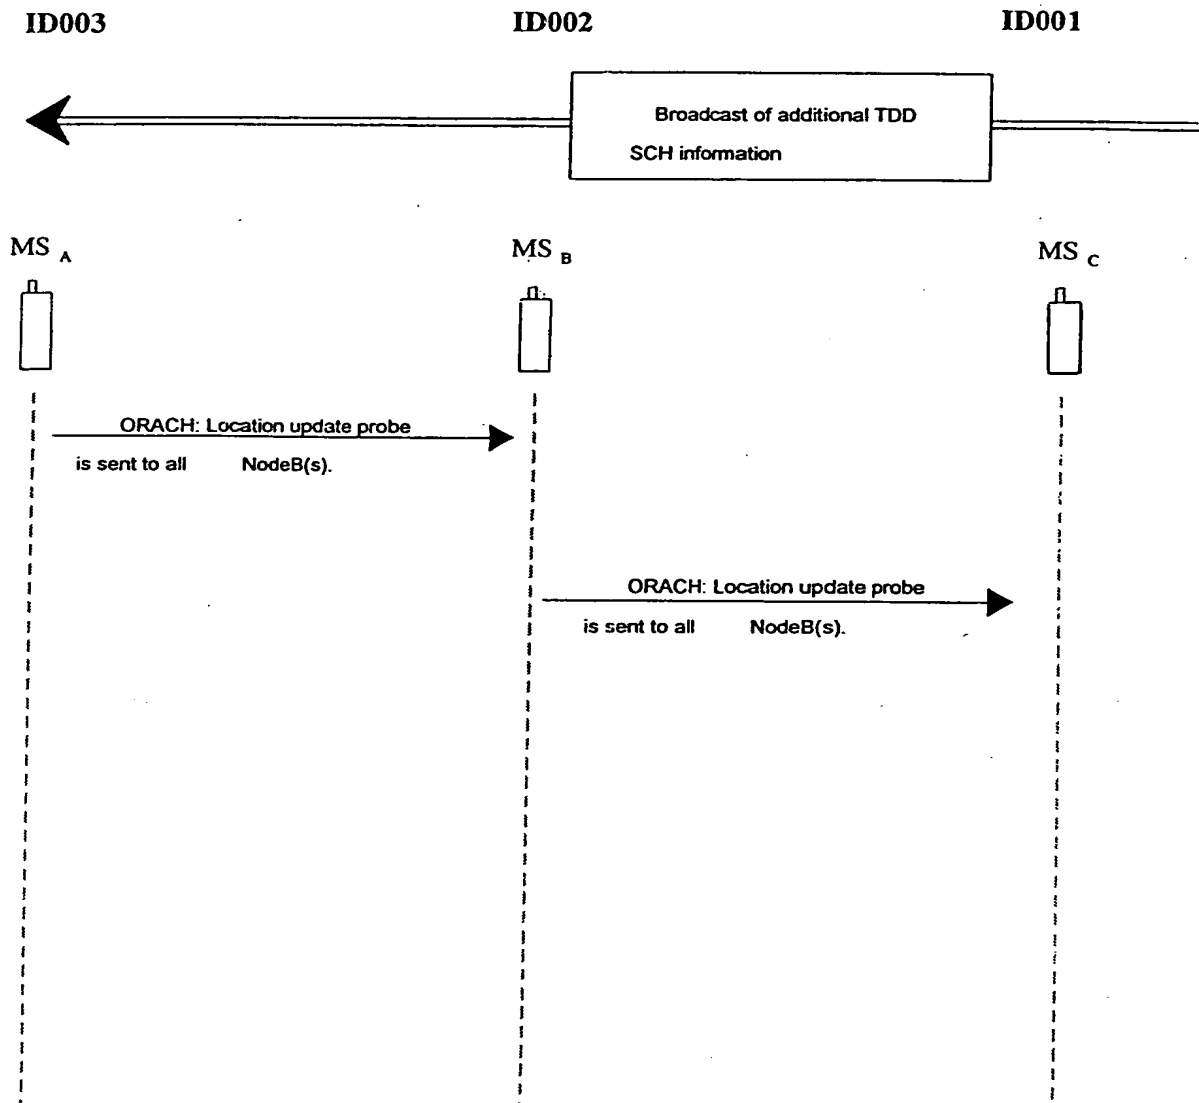 ID003 ID002 ID001
Broadcast of additional TDD
SCH information
MS A MS B MS C
ORACH: Location update probe
is sent to all NodeB(s).
ORACH: Location update probe
is sent to all NodeB(s).